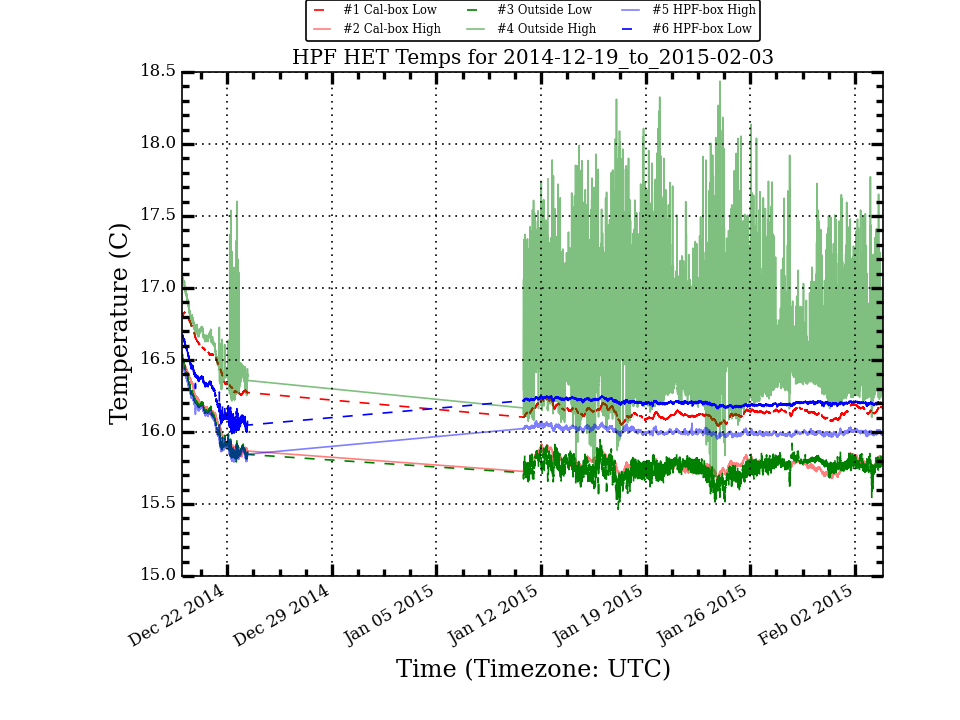 #1 Cal-box Low #3 Outside Low #5 HPF-box High
#2 Cal-box High #4 Outside High #6 HPF-box Low
HPF HET Temps for 2014-12-19_to_2015-02-03
18.5
18.0
17.5
17.0
16.5
16.0
15.5
15.0
Temperature (C)
Dec 22 2014
Dec 29 2014
Jan 05 2015
Jan 12 2015
Jan 19 2015
Jan 26 2015
Feb 02 2015
Time (Timezone: UTC)